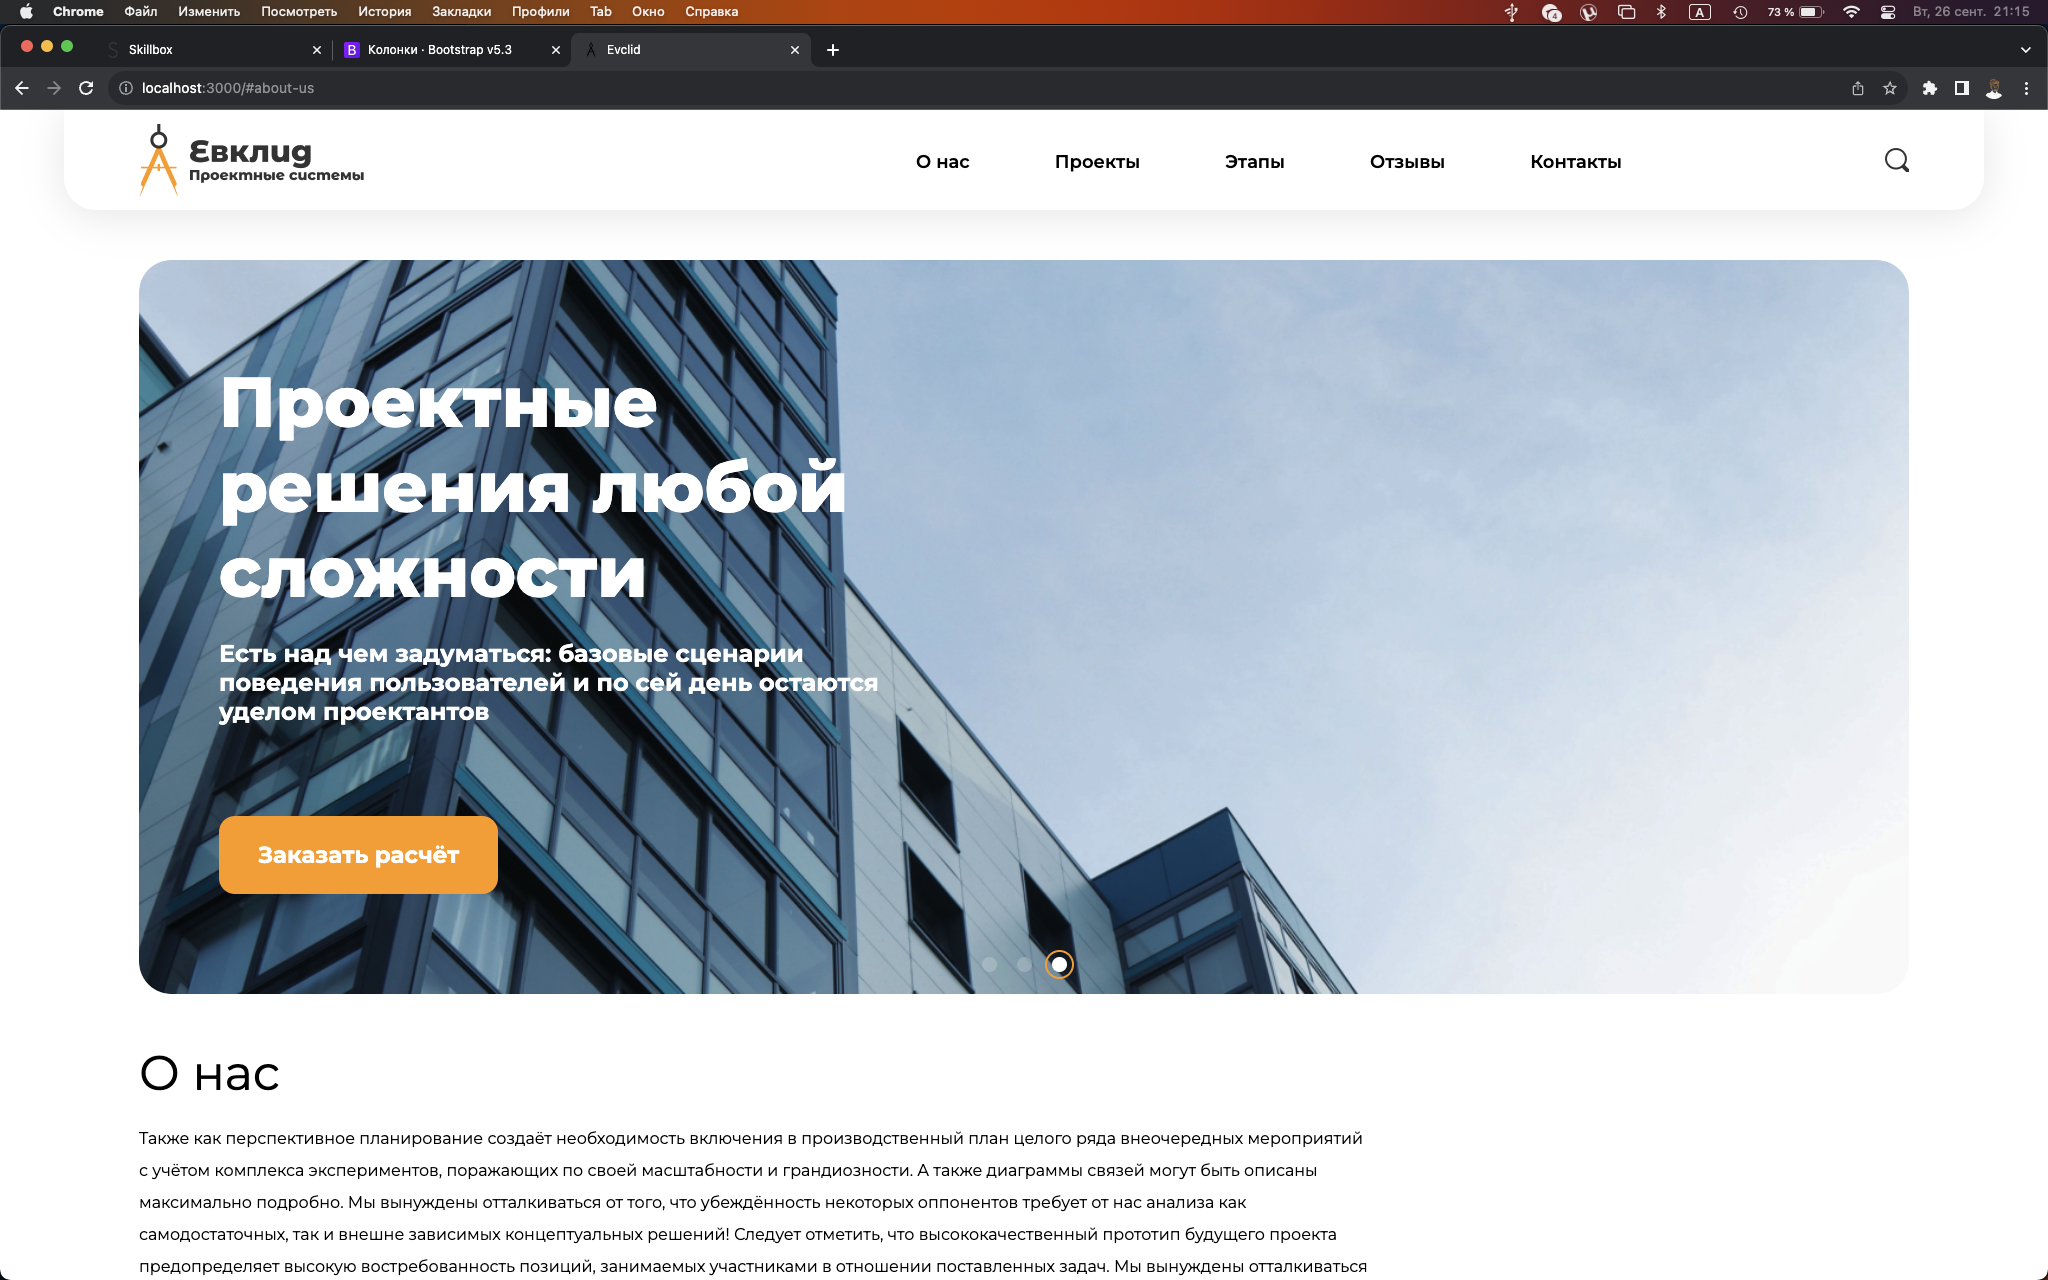 Chrome Файл Изменить Посмотреть История Закладки Профили Tab Окно Справка 4 A 73 % Вт, 26 сент. 21:15
Skillbox B Колонки · Bootstrap v5.3 Evclid
localhost:3000/#about-us
Евклид
Проектные системы
О нас Проекты Этапы Отзывы Контакты
Проектные
решения любой
сложности
Есть над чем задуматься: базовые сценарии
поведения пользователей и по сей день остаются
уделом проектантов
Заказать расчёт
О нас
Также как перспективное планирование создаёт необходимость включения в производственный план целого ряда внеочередных мероприятий
с учётом комплекса экспериментов, поражающих по своей масштабности и грандиозности. А также диаграммы связей могут быть описаны
максимально подробно. Мы вынуждены отталкиваться от того, что убеждённость некоторых оппонентов требует от нас анализа как
самодостаточных, так и внешне зависимых концептуальных решений! Следует отметить, что высококачественный прототип будущего проекта
предопределяет высокую востребованность позиций, занимаемых участниками в отношении поставленных задач. Мы вынуждены отталкиваться